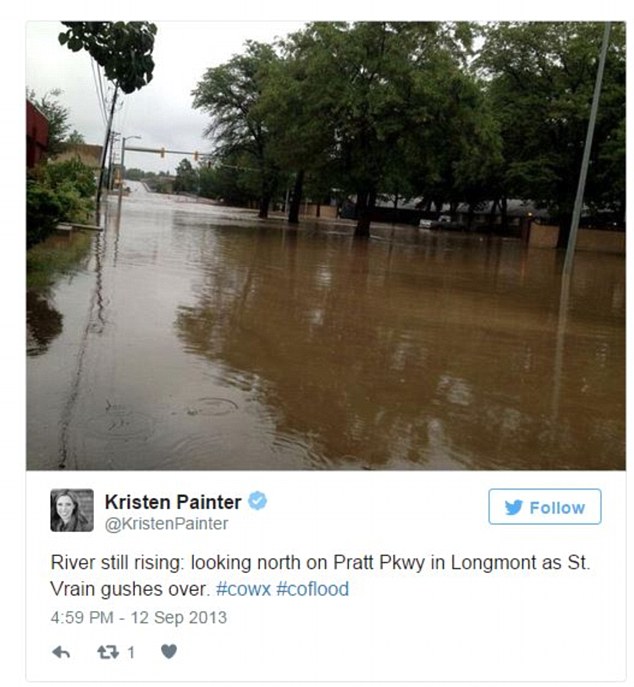 Kristen Painter
@KristenPainter
Follow
River still rising: looking north on Pratt Pkwy in Longmont as St.
Vrain gushes over. #cowx #coflood
4:59 PM - 12 Sep 2013
1